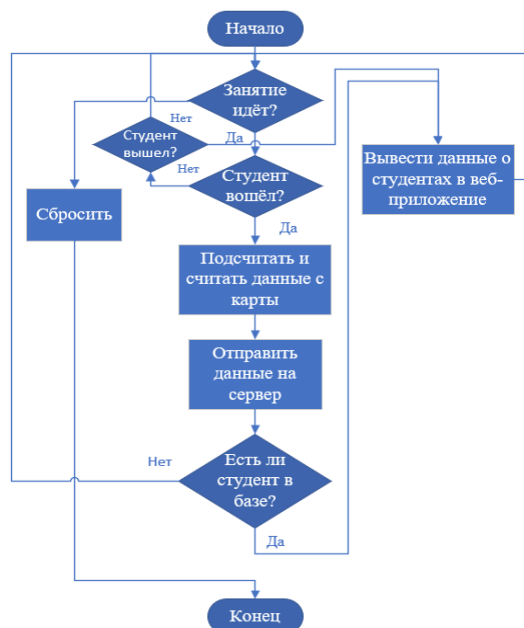 Начало
Занятие
идёт?
Нет
Да
Студент
вышел?
Нет
Студент
вошёл?
Вывести данные о
студентах в веб-
приложение
Сбросить
Да
Подсчитать и
считать данные с
карты
Отправить
данные на
сервер
Нет
Есть ли
студент в
базе?
Да
Конец